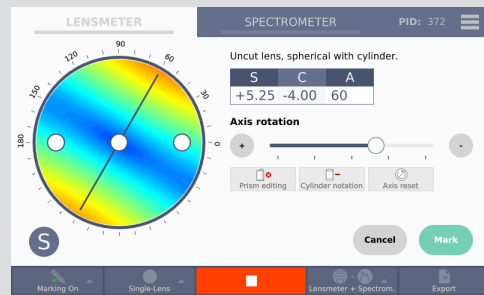 LENSMETER
SPECTROMETER
PID: 372
Uncut lens, spherical with cylinder.
S C A
+5.25 -4.00 60
Axis rotation
+ -
Prism editing
Cylinder notation
Axis reset
180 150 120 90 60 30 0
S
Cancel
Mark
Marking On
Single-Lens
Lensmeter + Spectrom.
Export